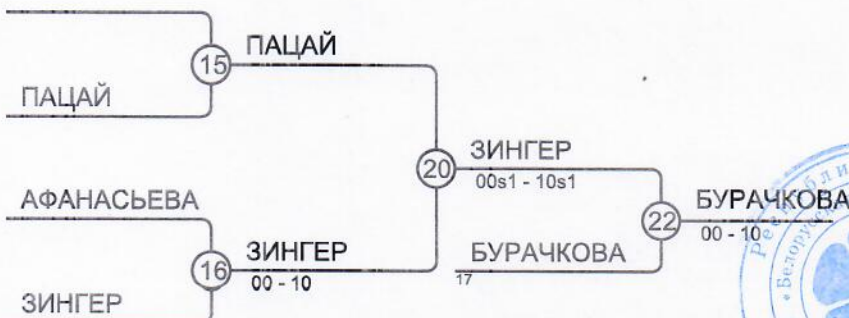 15
ПАЦАЙ
ПАЦАЙ
20
ЗИНГЕР
00s1 - 10s1
АФАНАСЬЕВА
22
БУРАЧКОВА
00 - 10
16
ЗИНГЕР
00 - 10
БУРАЧКОВА
17
ЗИНГЕР